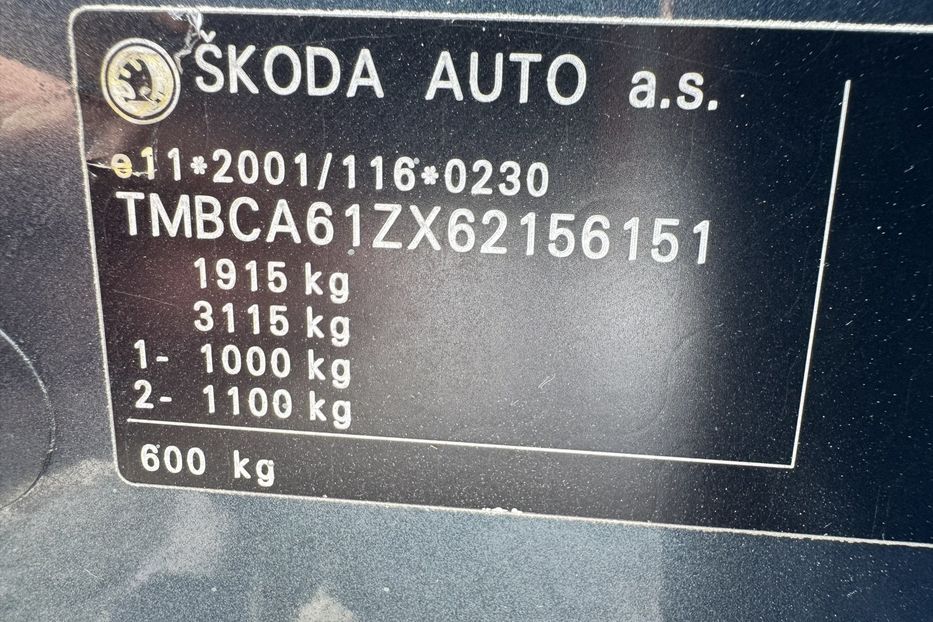 ŠKODA AUTO a.s.
e11*2001/116*0230
TMBCA61ZX62156151
1915 kg
3115 kg
1- 1000 kg
2- 1100 kg
600 kg